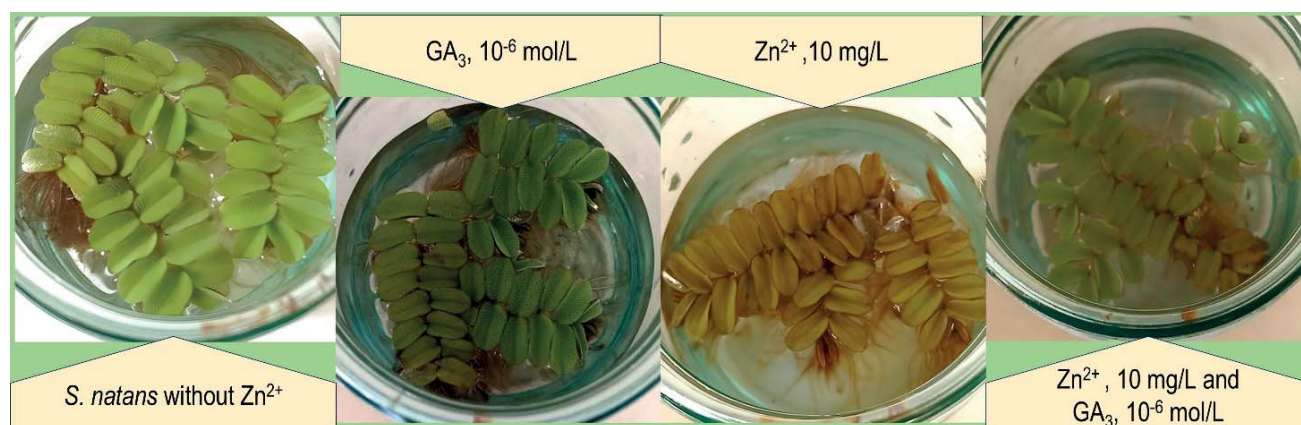 GA₃, 10⁻⁶ mol/L
Zn²⁺ ,10 mg/L
S. natans without Zn²⁺
Zn²⁺ , 10 mg/L and
GA₃, 10⁻⁶ mol/L